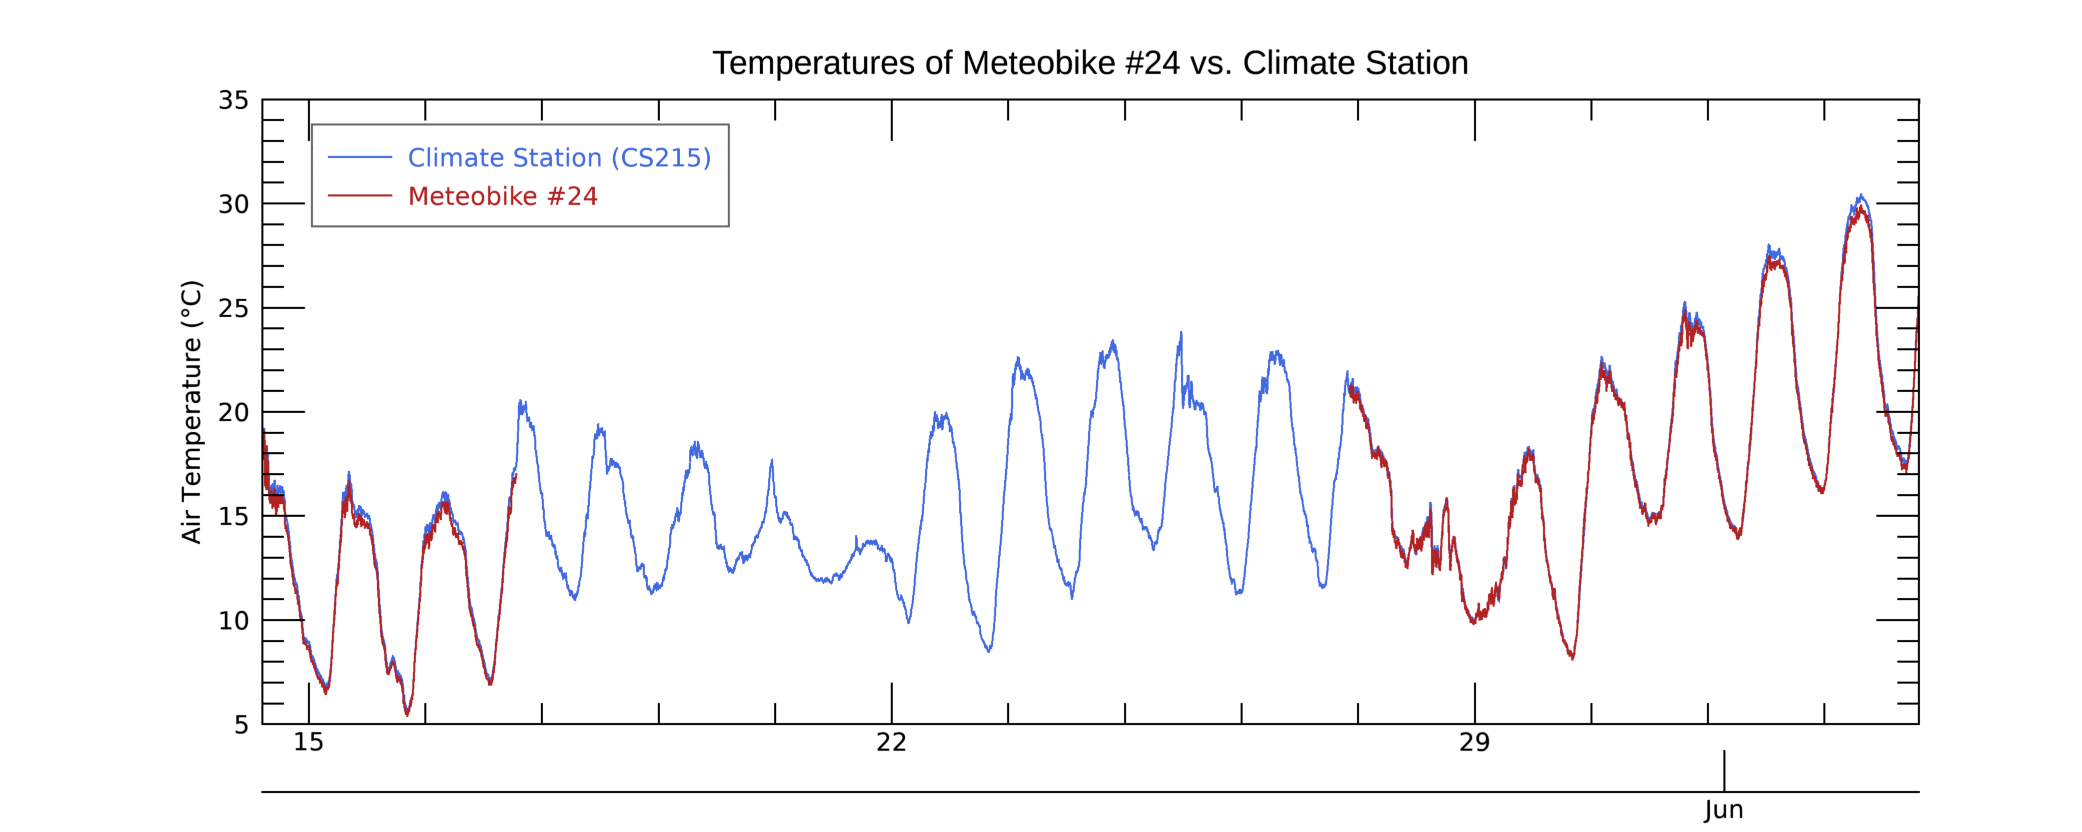 Temperatures of Meteobike #24 vs. Climate Station
35
30
25
20
15
10
5
Air Temperature (°C)
Climate Station (CS215)
Meteobike #24
15 22 29
Jun